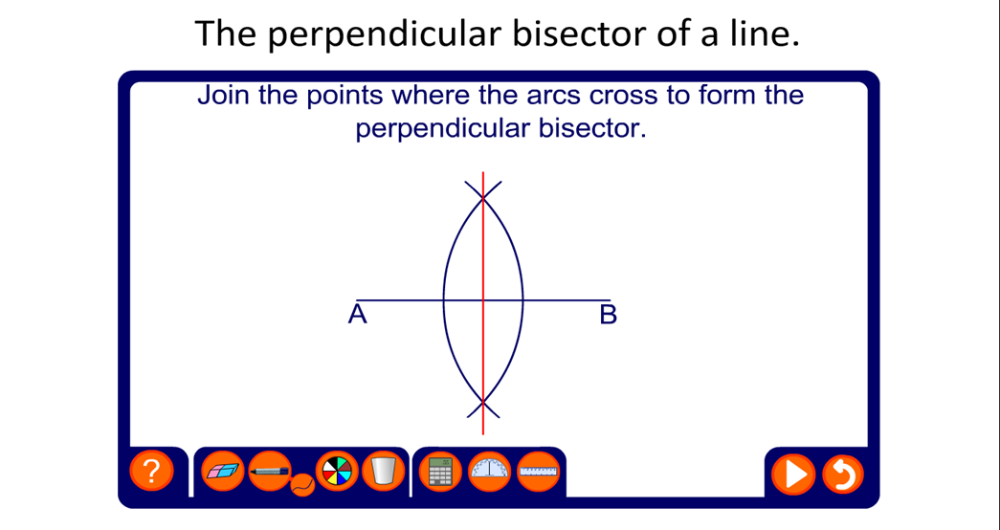 The perpendicular bisector of a line.
Join the points where the arcs cross to form the
perpendicular bisector.
A
B
?